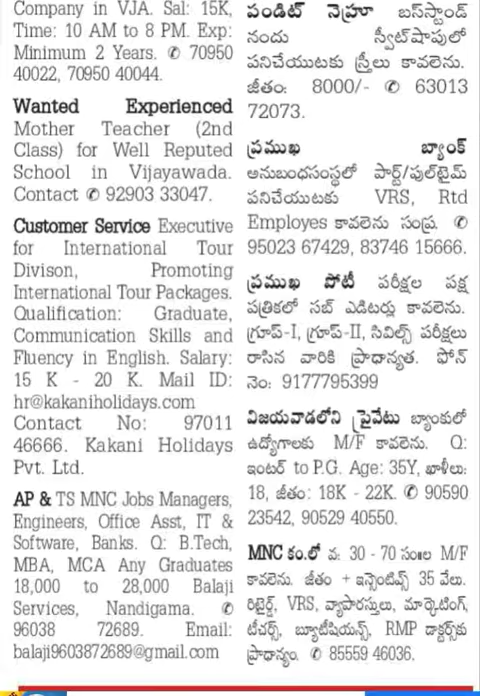 Company in VJA. Sal: 15K,
Time: 10 AM to 8 PM. Exp:
Minimum 2 Years. ✆ 70950
40022, 70950 40044.
Wanted Experienced
Mother Teacher (2nd
Class) for Well Reputed
School in Vijayawada.
Contact ✆ 92903 33047.
Customer Service Executive
for International Tour
Divison, Promoting
International Tour Packages.
Qualification: Graduate,
Communication Skills and
Fluency in English. Salary:
15 K - 20 K. Mail ID:
hr@kakaniholidays.com
Contact No: 97011
46666. Kakani Holidays
Pvt. Ltd.
AP & TS MNC Jobs Managers,
Engineers, Office Asst, IT &
Software, Banks. Q: B.Tech,
MBA, MCA Any Graduates
18,000 to 28,000 Balaji
Services, Nandigama. ✆
96038 72689. Email:
balaji9603872689@gmail.com
పండిట్ నెహ్రూ బస్‌స్టాండ్
నందు స్వీట్‌షాపులో
పనిచేయుటకు స్త్రీలు కావలెను.
జీతం: 8000/- ✆ 63013
72073.
ప్రముఖ బ్యాంక్
అనుబంధసంస్థలో పార్ట్/ఫుల్‌టైమ్
పనిచేయుటకు VRS, Rtd
Employes కావలెను సంప్ర. ✆
95023 67429, 83746 15666.
ప్రముఖ పోటీ పరీక్షల పక్ష
పత్రికలో సబ్ ఎడిటర్లు కావలెను.
గ్రూప్-I, గ్రూప్-II, సివిల్స్ పరీక్షలు
రాసిన వారికి ప్రాధాన్యత. ఫోన్
నెం: 9177795399
విజయవాడలోని ప్రైవేటు బ్యాంకులో
ఉద్యోగాలకు M/F కావలెను. Q:
ఇంటర్ to P.G. Age: 35Y, ఖాళీలు:
18, జీతం: 18K - 22K. ✆ 90590
23542, 90529 40550.
MNC కం.లో వ: 30 - 70 సం॥ల M/F
కావలెను. జీతం + ఇన్సెంటివ్స్ 35 వేలు.
రిటైర్డ్, VRS, వ్యాపారస్తులు, మార్కెటింగ్,
టీచర్స్, బ్యూటీషియన్స్, RMP డాక్టర్స్‌కు
ప్రాధాన్యం. ✆ 85559 46036.